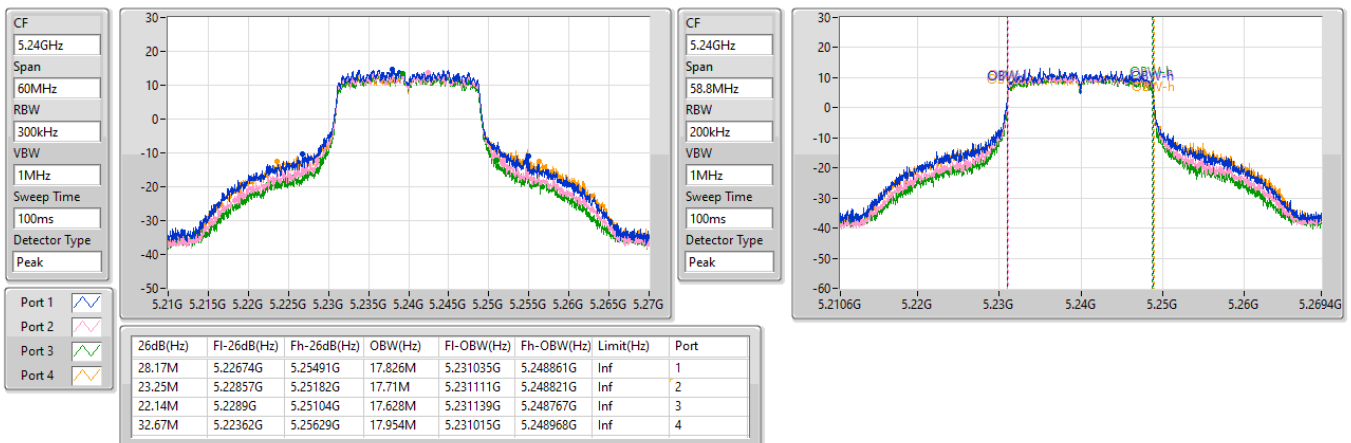 CF
5.24GHz
Span
60MHz
RBW
300kHz
VBW
1MHz
Sweep Time
100ms
Detector Type
Peak
30
20
10
0
-10
-20
-30
-40
-50
5.21G 5.215G 5.22G 5.225G 5.23G 5.235G 5.24G 5.245G 5.25G 5.255G 5.26G 5.265G 5.27G
CF
5.24GHz
Span
58.8MHz
RBW
200kHz
VBW
1MHz
Sweep Time
100ms
Detector Type
Peak
30
20
10
0
-10
-20
-30
-40
-50
-60
OBW-h
OBW-h
5.2106G 5.22G 5.23G 5.24G 5.25G 5.26G 5.2694G
Port 1
Port 2
Port 3
Port 4
26dB(Hz) Fl-26dB(Hz) Fh-26dB(Hz) OBW(Hz) Fl-OBW(Hz) Fh-OBW(Hz) Limit(Hz) Port
28.17M 5.22674G 5.25491G 17.826M 5.231035G 5.248861G Inf 1
23.25M 5.22857G 5.25182G 17.71M 5.231111G 5.248821G Inf 2
22.14M 5.2289G 5.25104G 17.628M 5.231139G 5.248767G Inf 3
32.67M 5.22362G 5.25629G 17.954M 5.231015G 5.248968G Inf 4